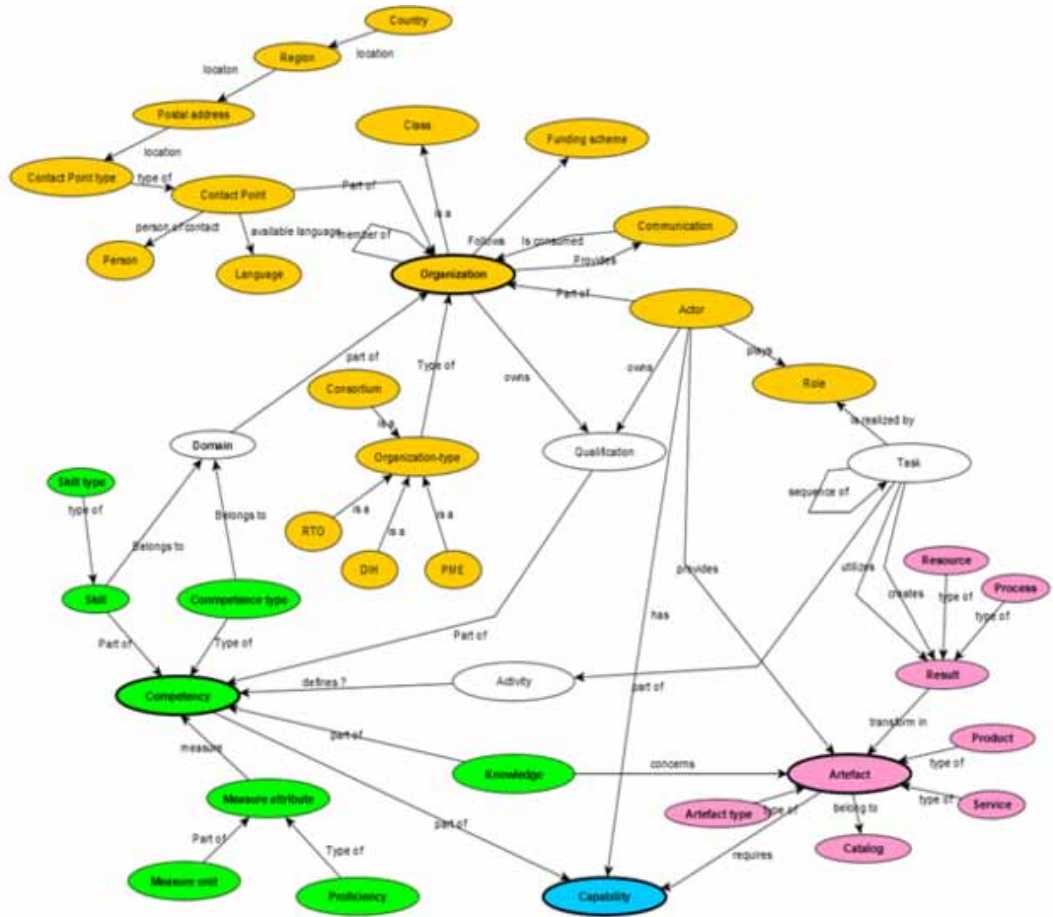 Country
location
Region
locaton
Postal address
location
Class
Funding scheme
Contact Point type
type of
Contact Point
Part of
is a
person of contact
available language
member of
Follows
Is consumed
Communication
Provides
Person
Language
Organization
Part of
Actor
part of
Type of
owns
owns
plays
Consortium
Role
is a
is realized by
Domain
Organization-type
Qualification
Task
Skill type
type of
sequence of
Belongs to
Belongs to
is a
is a
is a
RTO
DIH
PME
provides
utilizes
creates
Resource
type of
Process
type of
Skill
Conmpetence type
Part of
Type of
Part of
has
Competency
defines ?
Activity
part of
Result
transform in
measure
part of
Knowledge
concerns
Artefact
Product
type of
Measure attribute
Artefact type
type of
belong to
type of
Service
Part of
Type of
part of
requires
Catalog
Measure unit
Proficiency
Capability